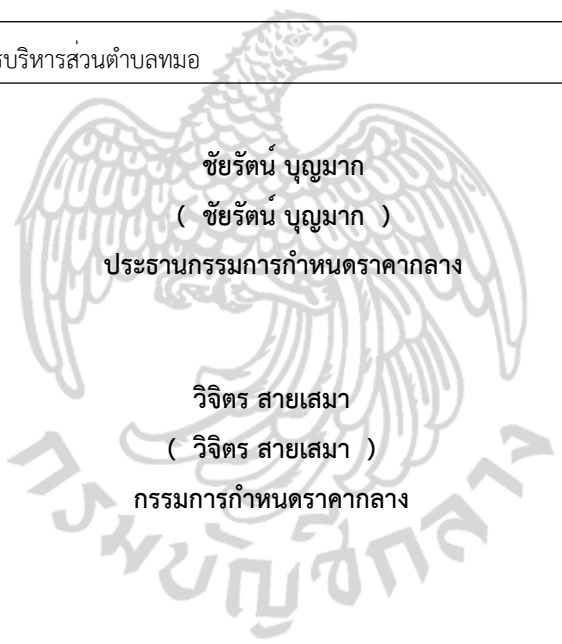 รบริหารส่วนตำบลทมอ
ชัยรัตน์ บุญมาก
( ชัยรัตน์ บุญมาก )
ประธานกรรมการกำหนดราคากลาง
วิจิตร สายเสมา
( วิจิตร สายเสมา )
กรรมการกำหนดราคากลาง
กรมบัญชีกลาง